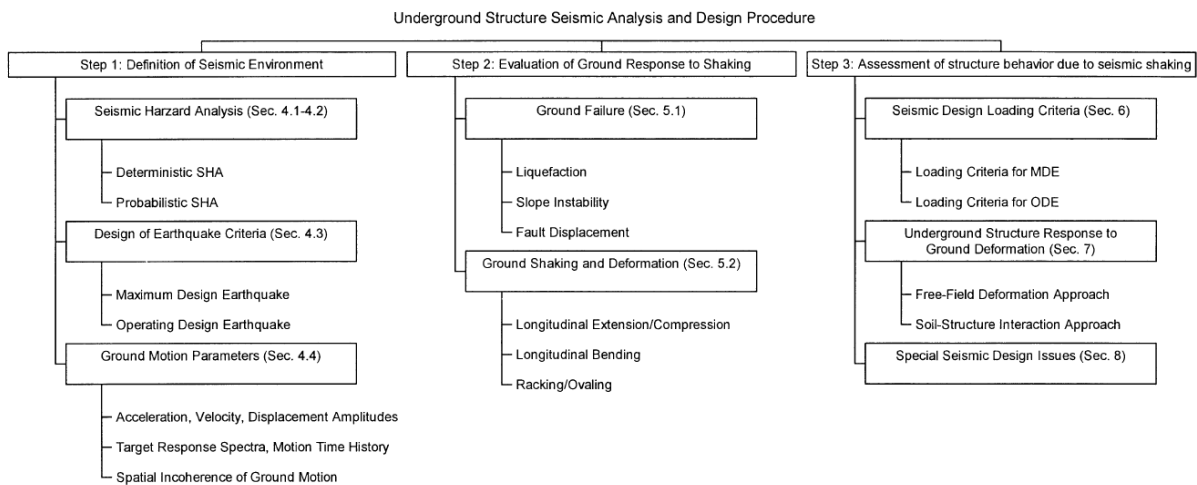 Underground Structure Seismic Analysis and Design Procedure
Step 1: Definition of Seismic Environment
Seismic Harzard Analysis (Sec. 4.1-4.2)
Deterministic SHA
Probabilistic SHA
Design of Earthquake Criteria (Sec. 4.3)
Maximum Design Earthquake
Operating Design Earthquake
Ground Motion Parameters (Sec. 4.4)
Acceleration, Velocity, Displacement Amplitudes
Target Response Spectra, Motion Time History
Spatial Incoherence of Ground Motion
Step 2: Evaluation of Ground Response to Shaking
Ground Failure (Sec. 5.1)
Liquefaction
Slope Instability
Fault Displacement
Ground Shaking and Deformation (Sec. 5.2)
Longitudinal Extension/Compression
Longitudinal Bending
Racking/Ovaling
Step 3: Assessment of structure behavior due to seismic shaking
Seismic Design Loading Criteria (Sec. 6)
Loading Criteria for MDE
Loading Criteria for ODE
Underground Structure Response to
Ground Deformation (Sec. 7)
Free-Field Deformation Approach
Soil-Structure Interaction Approach
Special Seismic Design Issues (Sec. 8)